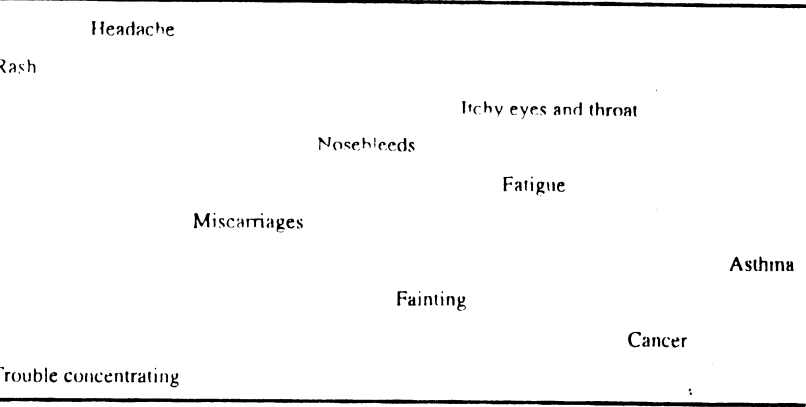 Headache
Rash
Itchy eyes and throat
Nosebleeds
Fatigue
Miscarriages
Asthma
Fainting
Cancer
Trouble concentrating